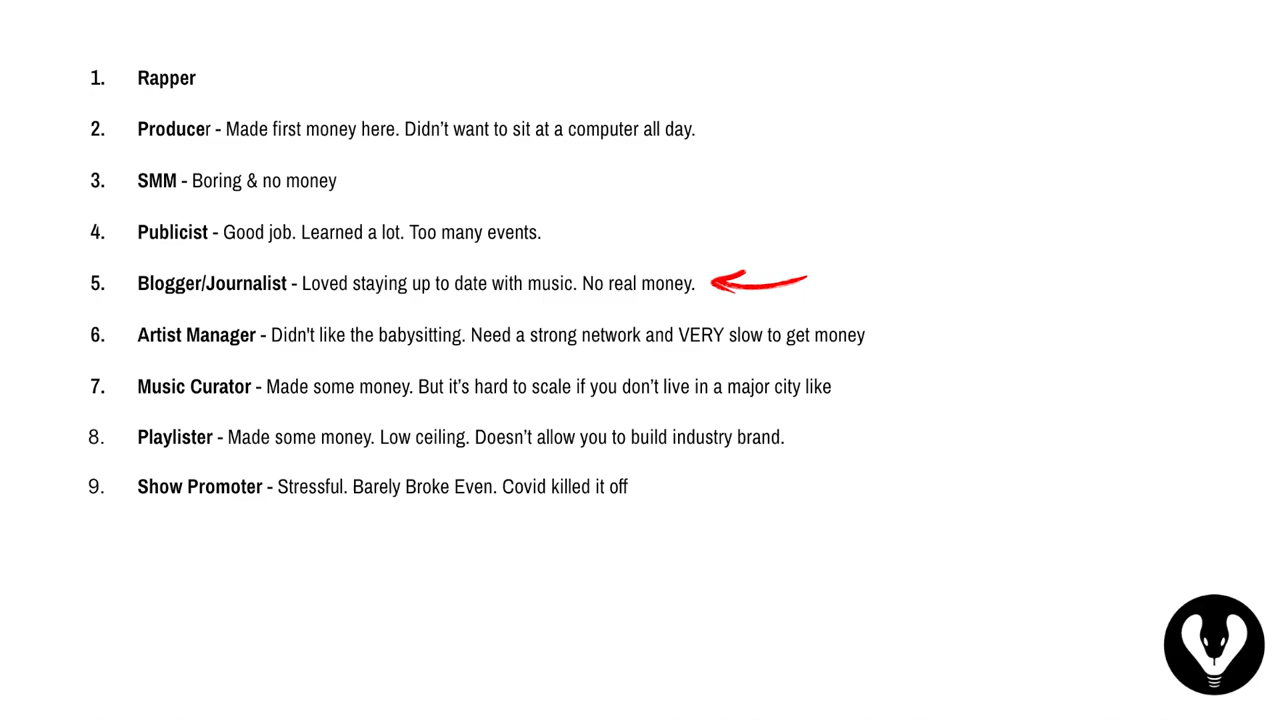 1. Rapper
2. Producer - Made first money here. Didn’t want to sit at a computer all day.
3. SMM - Boring & no money
4. Publicist - Good job. Learned a lot. Too many events.
5. Blogger/Journalist - Loved staying up to date with music. No real money.
6. Artist Manager - Didn't like the babysitting. Need a strong network and VERY slow to get money
7. Music Curator - Made some money. But it’s hard to scale if you don’t live in a major city like
8. Playlister - Made some money. Low ceiling. Doesn’t allow you to build industry brand.
9. Show Promoter - Stressful. Barely Broke Even. Covid killed it off